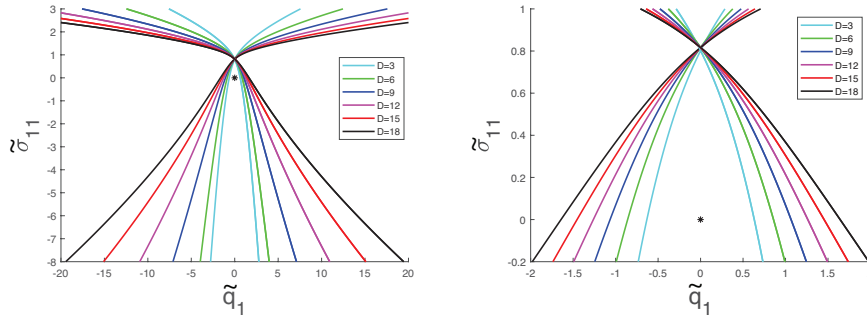 3
2
1
0
-1
-2
-3
-4
-5
-6
-7
-8
σ̃11
-20 -15 -10 -5 0 5 10 15 20
q̃1
D=3
D=6
D=9
D=12
D=15
D=18
1
0.8
0.6
0.4
0.2
0
-0.2
σ̃11
-2 -1.5 -1 -0.5 0 0.5 1 1.5 2
q̃1
D=3
D=6
D=9
D=12
D=15
D=18